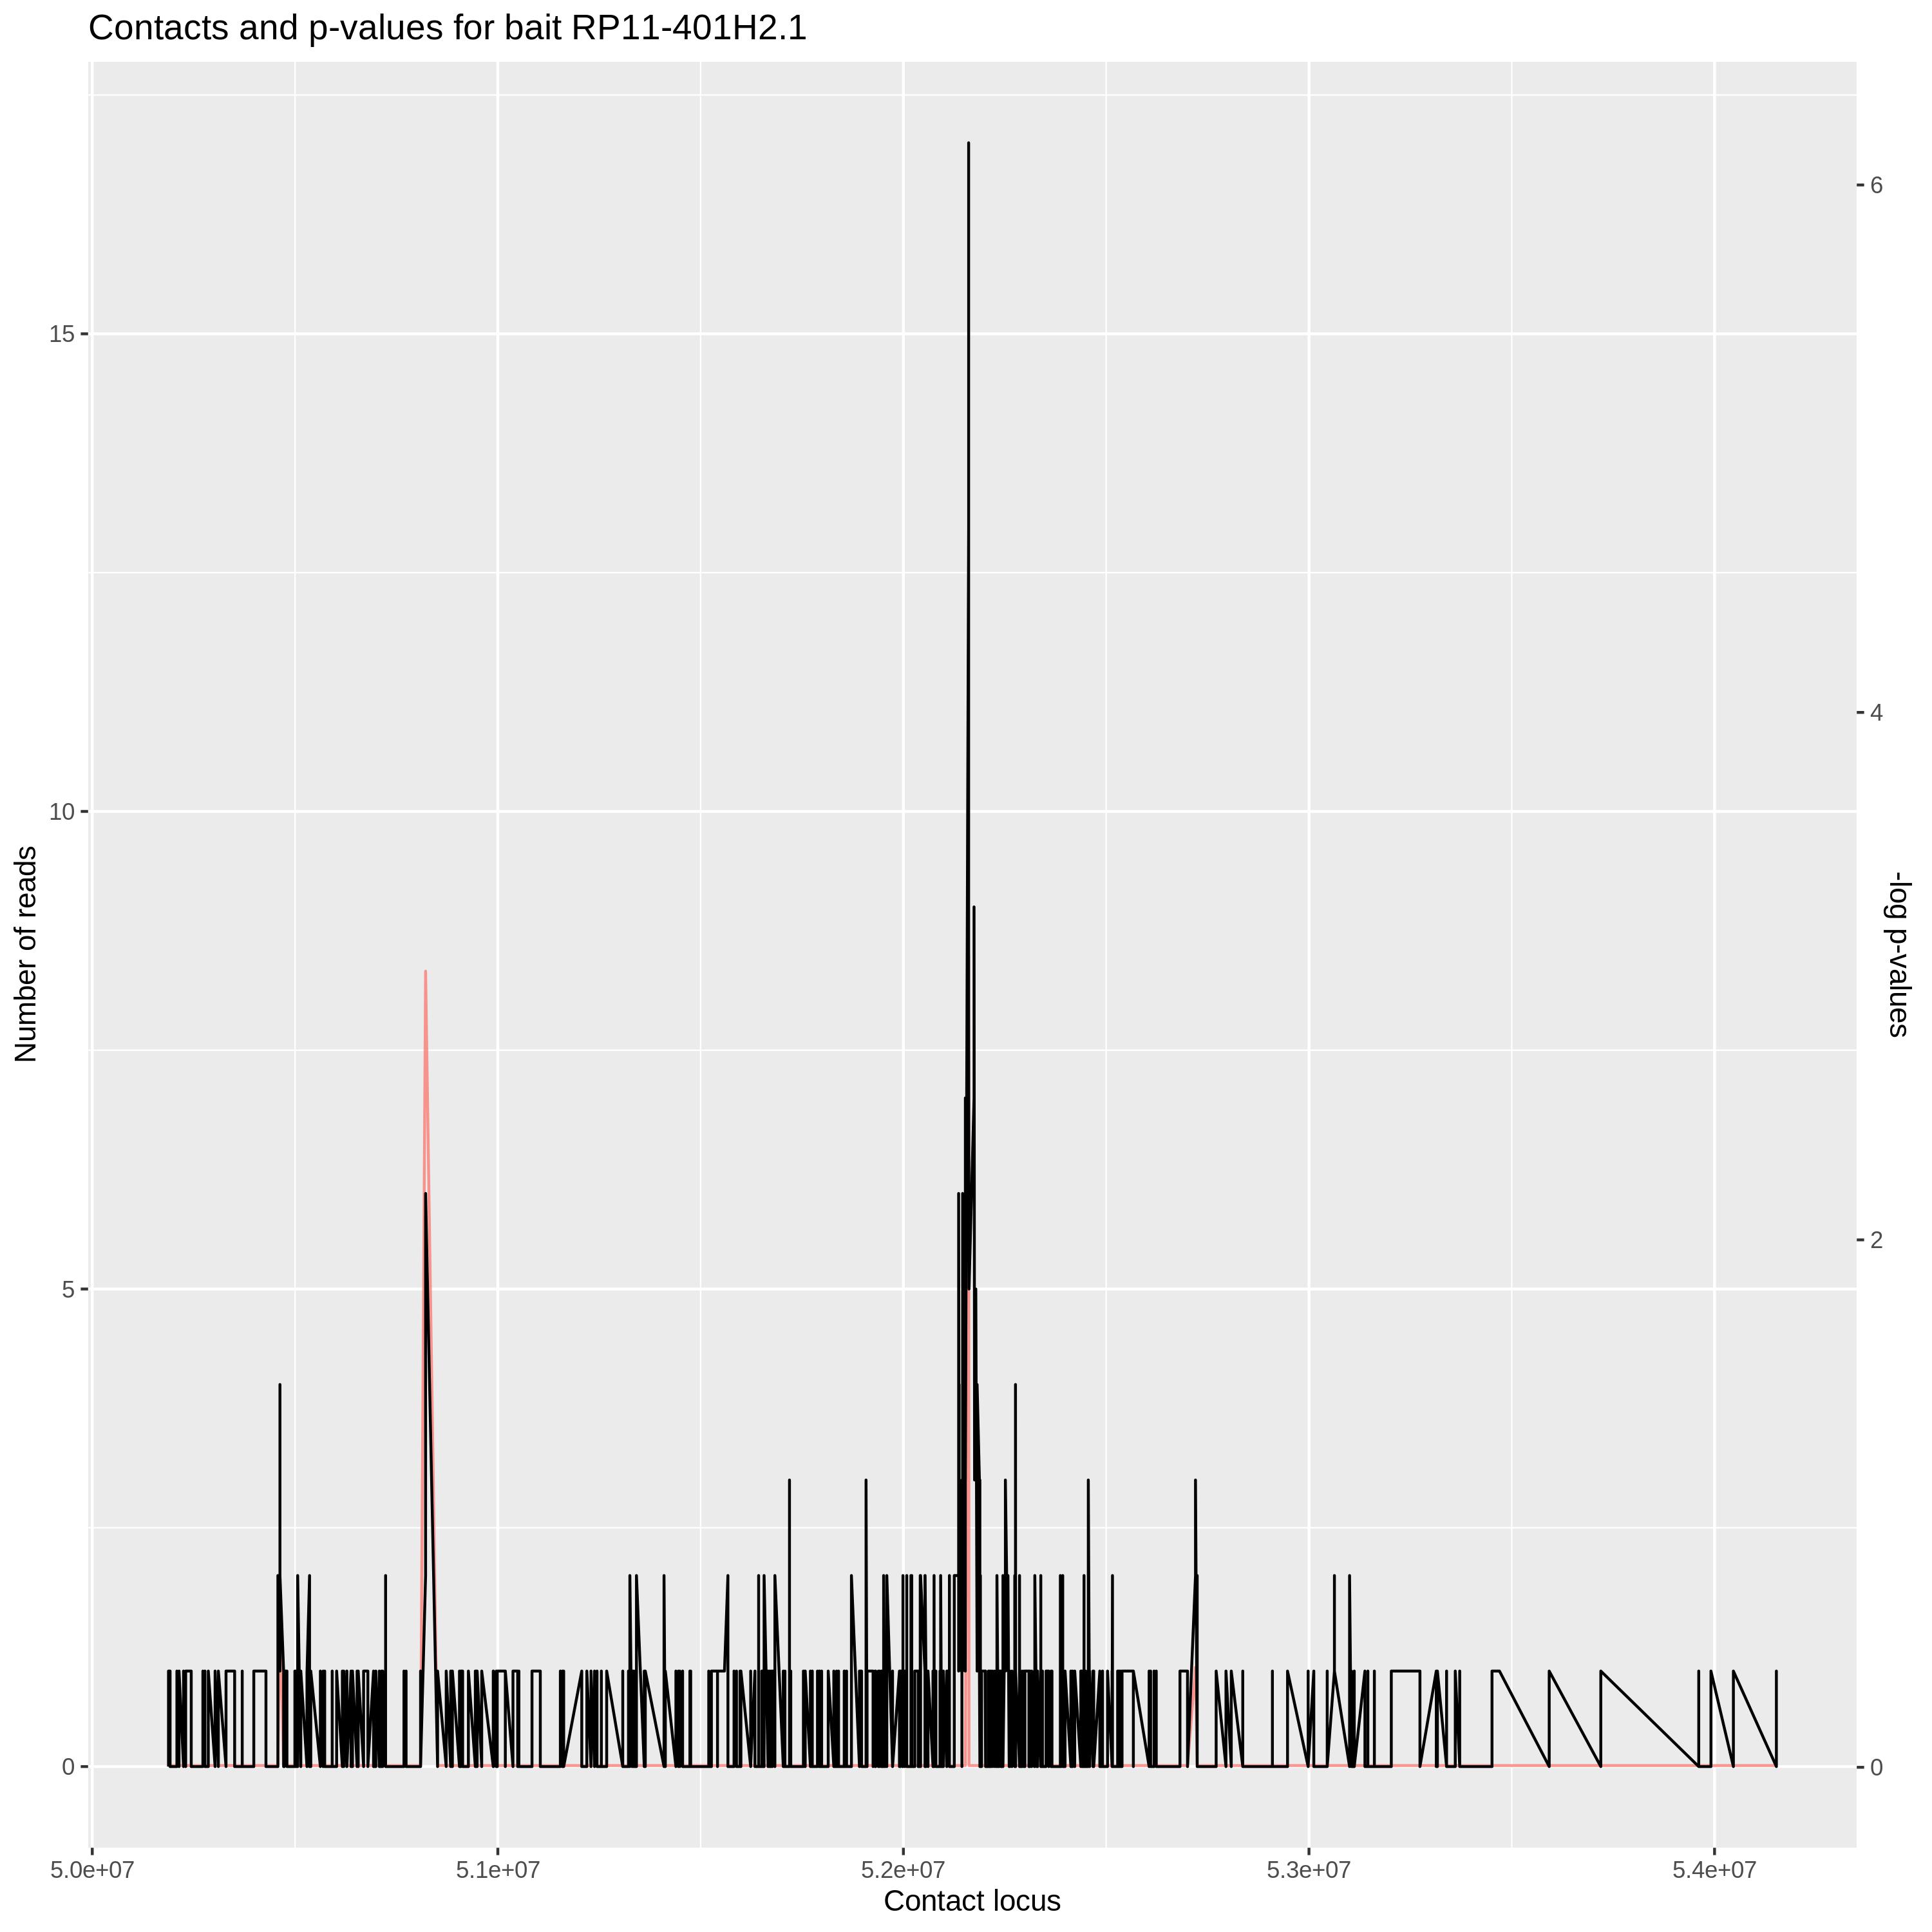 Contacts and p-values for bait RP11-401H2.1
Number of reads
15
10
5
0
6
4
2
0
-log p-values
5.0e+07 5.1e+07 5.2e+07 5.3e+07 5.4e+07
Contact locus